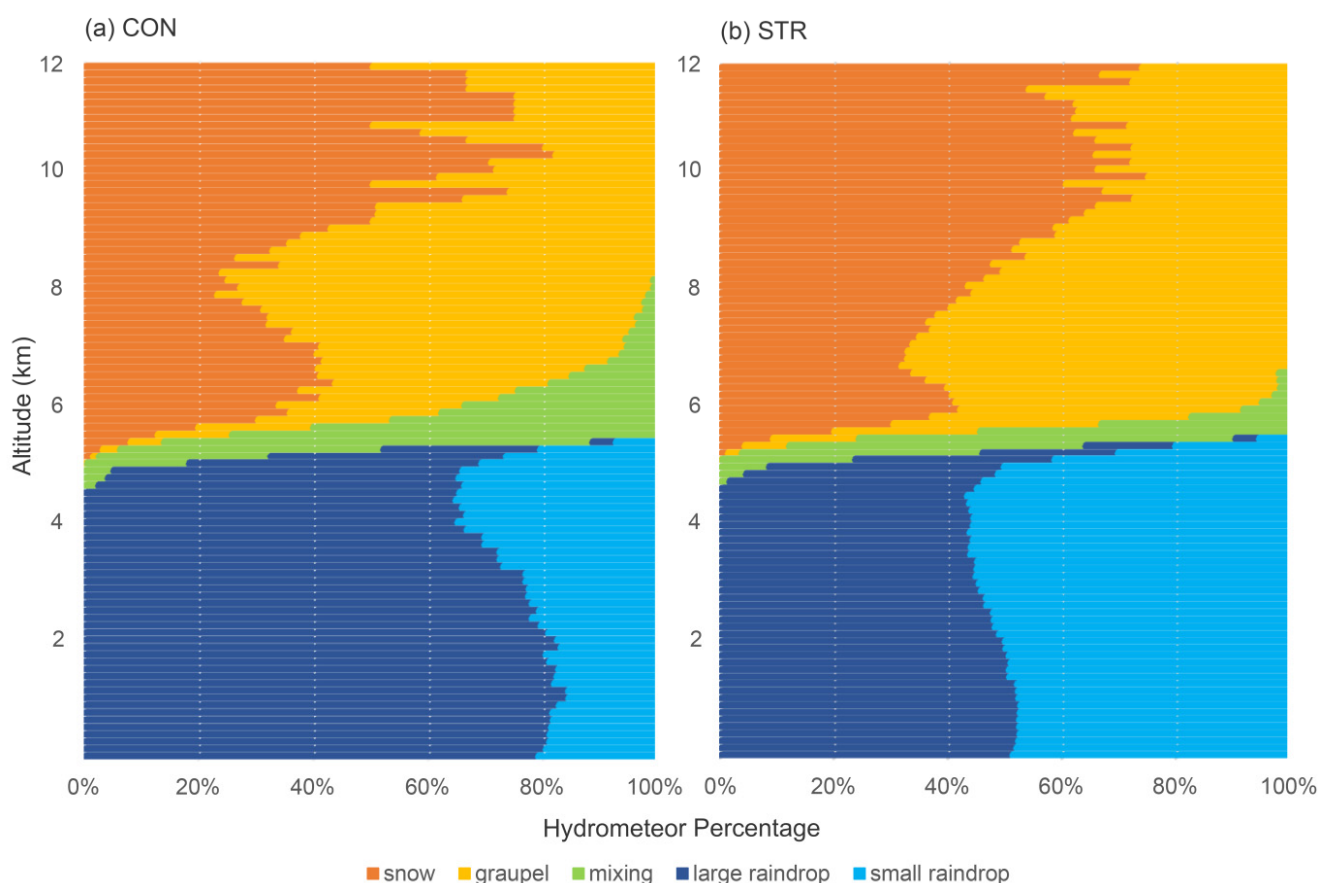 (a) CON
(b) STR
Altitude (km)
12
10
8
6
4
2
12
10
8
6
4
2
0% 20% 40% 60% 80% 100%
0% 20% 40% 60% 80% 100%
Hydrometeor Percentage
snow graupel mixing large raindrop small raindrop